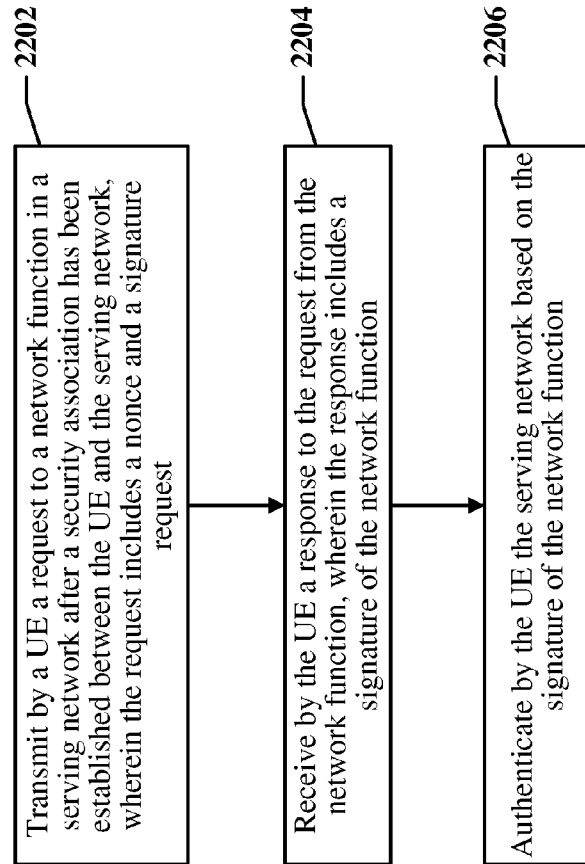 Transmit by a UE a request to a network function in a
serving network after a security association has been
established between the UE and the serving network,
wherein the request includes a nonce and a signature
request
2202
Receive by the UE a response to the request from the
network function, wherein the response includes a
signature of the network function
2204
Authenticate by the UE the serving network based on the
signature of the network function
2206